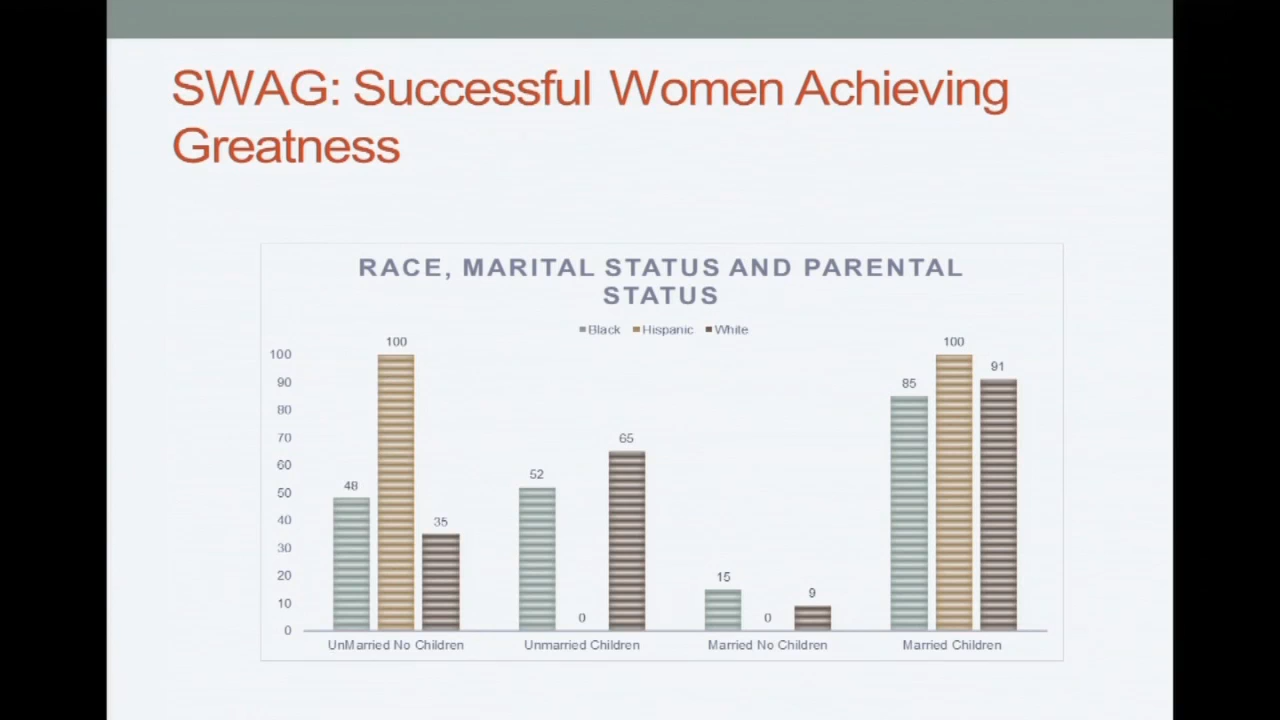 SWAG: Successful Women Achieving
Greatness
RACE, MARITAL STATUS AND PARENTAL
STATUS
Black Hispanic White
100
90
80
70
60
50
40
30
20
10
0
48
100
35
52
0
65
15
0
9
85
100
91
UnMarried No Children
Unmarried Children
Married No Children
Married Children